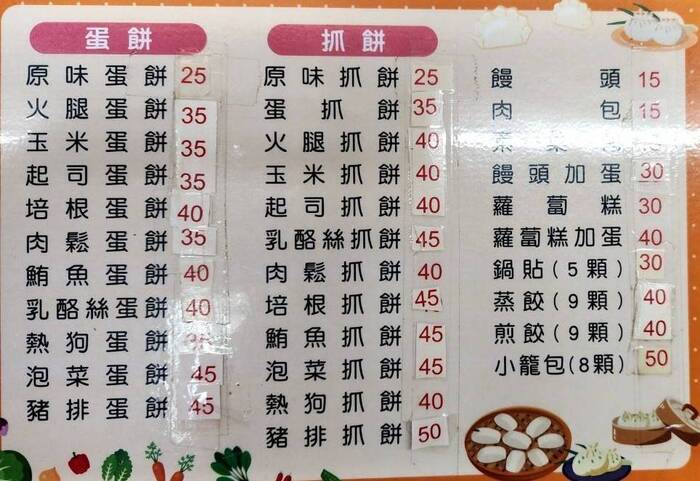 蛋餅
原味蛋餅 25
火腿蛋餅 35
玉米蛋餅 35
起司蛋餅 35
培根蛋餅 40
肉鬆蛋餅 35
鮪魚蛋餅 40
乳酪絲蛋餅 40
熱狗蛋餅 35
泡菜蛋餅 45
豬排蛋餅 45
抓餅
原味抓餅 25
蛋抓餅 35
火腿抓餅 40
玉米抓餅 40
起司抓餅 40
乳酪絲抓餅 45
肉鬆抓餅 40
培根抓餅 45
鮪魚抓餅 45
泡菜抓餅 45
熱狗抓餅 40
豬排抓餅 50
饅頭 15
肉包 15
饅頭加蛋 30
蘿蔔糕 30
蘿蔔糕加蛋 40
鍋貼(5顆) 30
蒸餃(9顆) 40
煎餃(9顆) 40
小籠包(8顆) 50